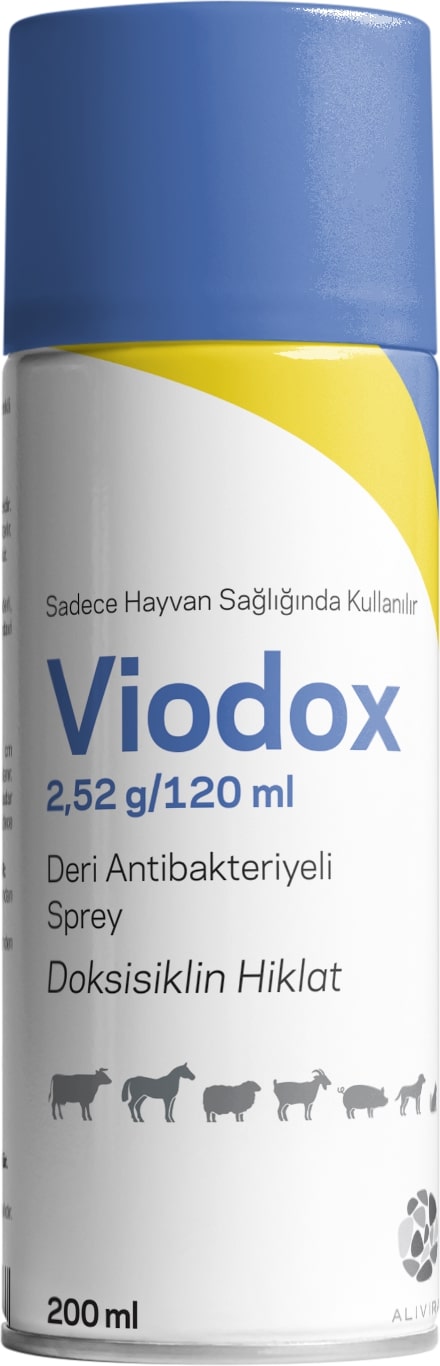 Sadece Hayvan Sağlığında Kullanılır
Viodox
2,52 g/120 ml
Deri Antibakteriyeli
Sprey
Doksisiklin Hiklat
200 ml